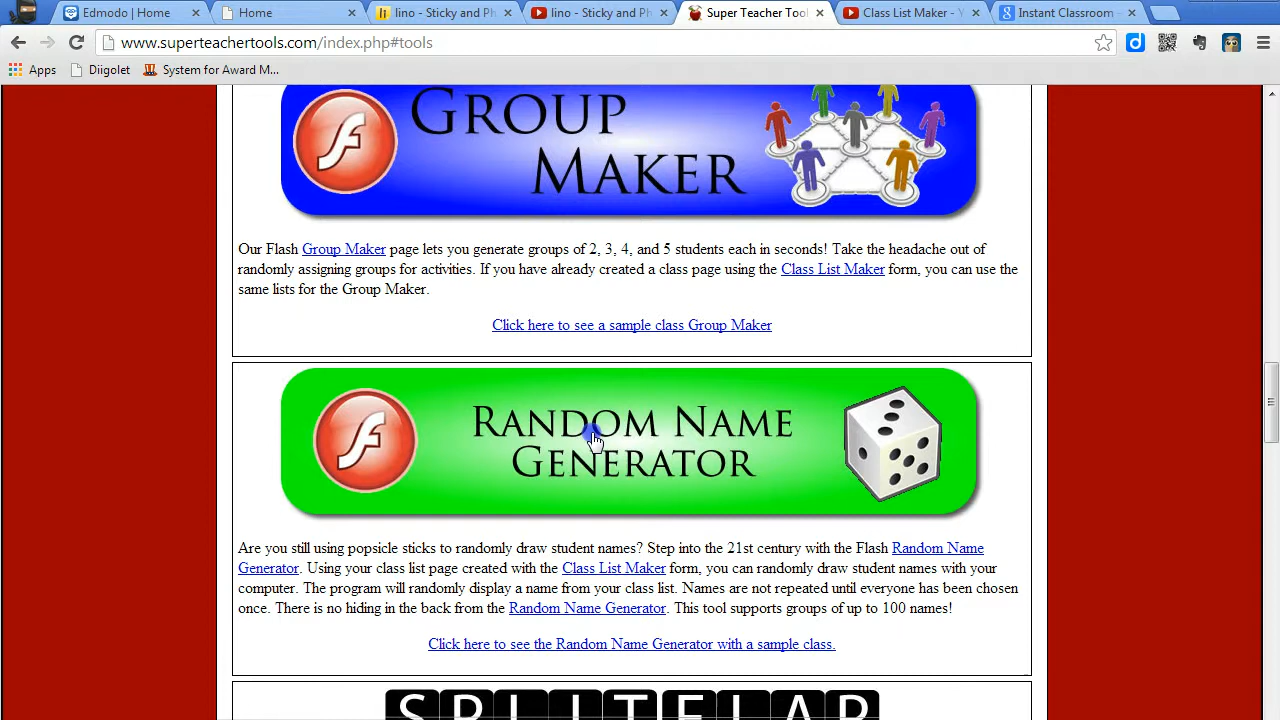 Edmodo | Home
Home
lino - Sticky and Ph
lino - Sticky and Ph
Super Teacher Tool
Class List Maker - Y
Instant Classroom -
www.superteachertools.com/index.php#tools
Apps
Diigolet
System for Award M...
GROUP
MAKER
Our Flash Group Maker page lets you generate groups of 2, 3, 4, and 5 students each in seconds! Take the headache out of
randomly assigning groups for activities. If you have already created a class page using the Class List Maker form, you can use the
same lists for the Group Maker.
Click here to see a sample class Group Maker
RANDOM NAME
GENERATOR
Are you still using popsicle sticks to randomly draw student names? Step into the 21st century with the Flash Random Name
Generator. Using your class list page created with the Class List Maker form, you can randomly draw student names with your
computer. The program will randomly display a name from your class list. Names are not repeated until everyone has been chosen
once. There is no hiding in the back from the Random Name Generator. This tool supports groups of up to 100 names!
Click here to see the Random Name Generator with a sample class.
SPLITFLAP